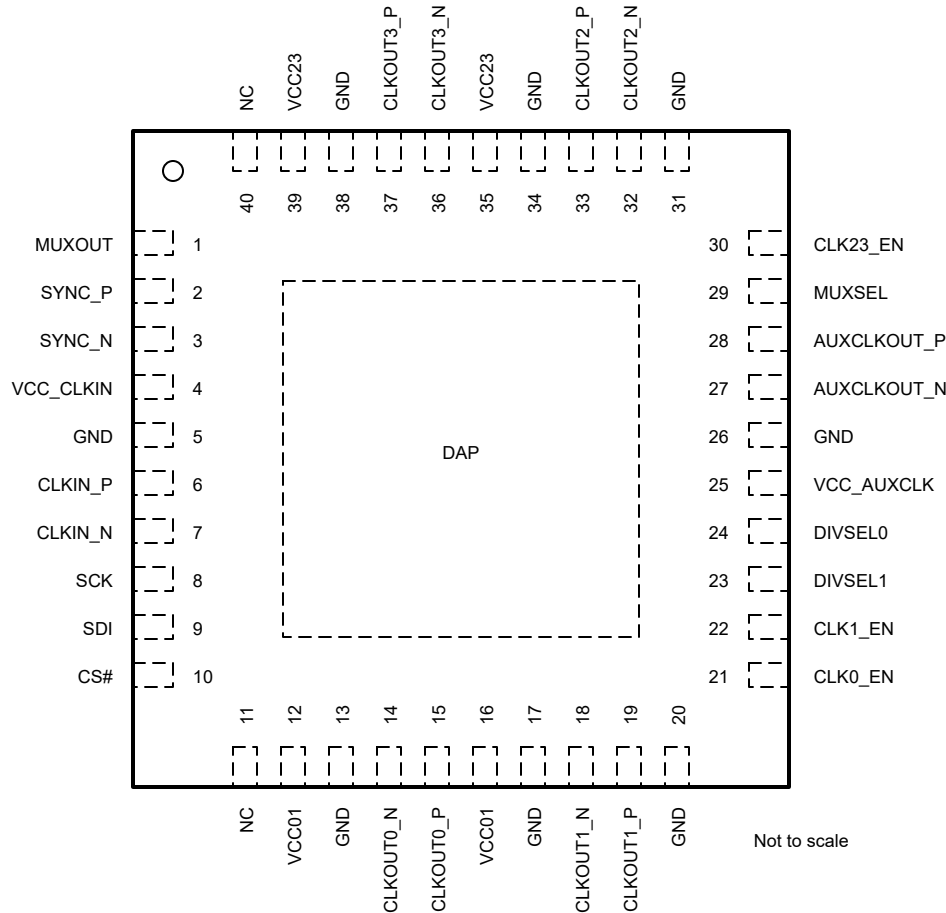 NC VCC23 GND CLKOUT3_P CLKOUT3_N VCC23 GND CLKOUT2_P CLKOUT2_N GND
40 39 38 37 36 35 34 33 32 31
MUXOUT 1 30 CLK23_EN
SYNC_P 2 29 MUXSEL
SYNC_N 3 28 AUXCLKOUT_P
VCC_CLKIN 4 27 AUXCLKOUT_N
GND 5 26 GND
DAP
CLKIN_P 6 25 VCC_AUXCLK
CLKIN_N 7 24 DIVSEL0
SCK 8 23 DIVSEL1
SDI 9 22 CLK1_EN
CS# 10 21 CLK0_EN
11 12 13 14 15 16 17 18 19 20
NC VCC01 GND CLKOUT0_N CLKOUT0_P VCC01 GND CLKOUT1_N CLKOUT1_P GND
Not to scale